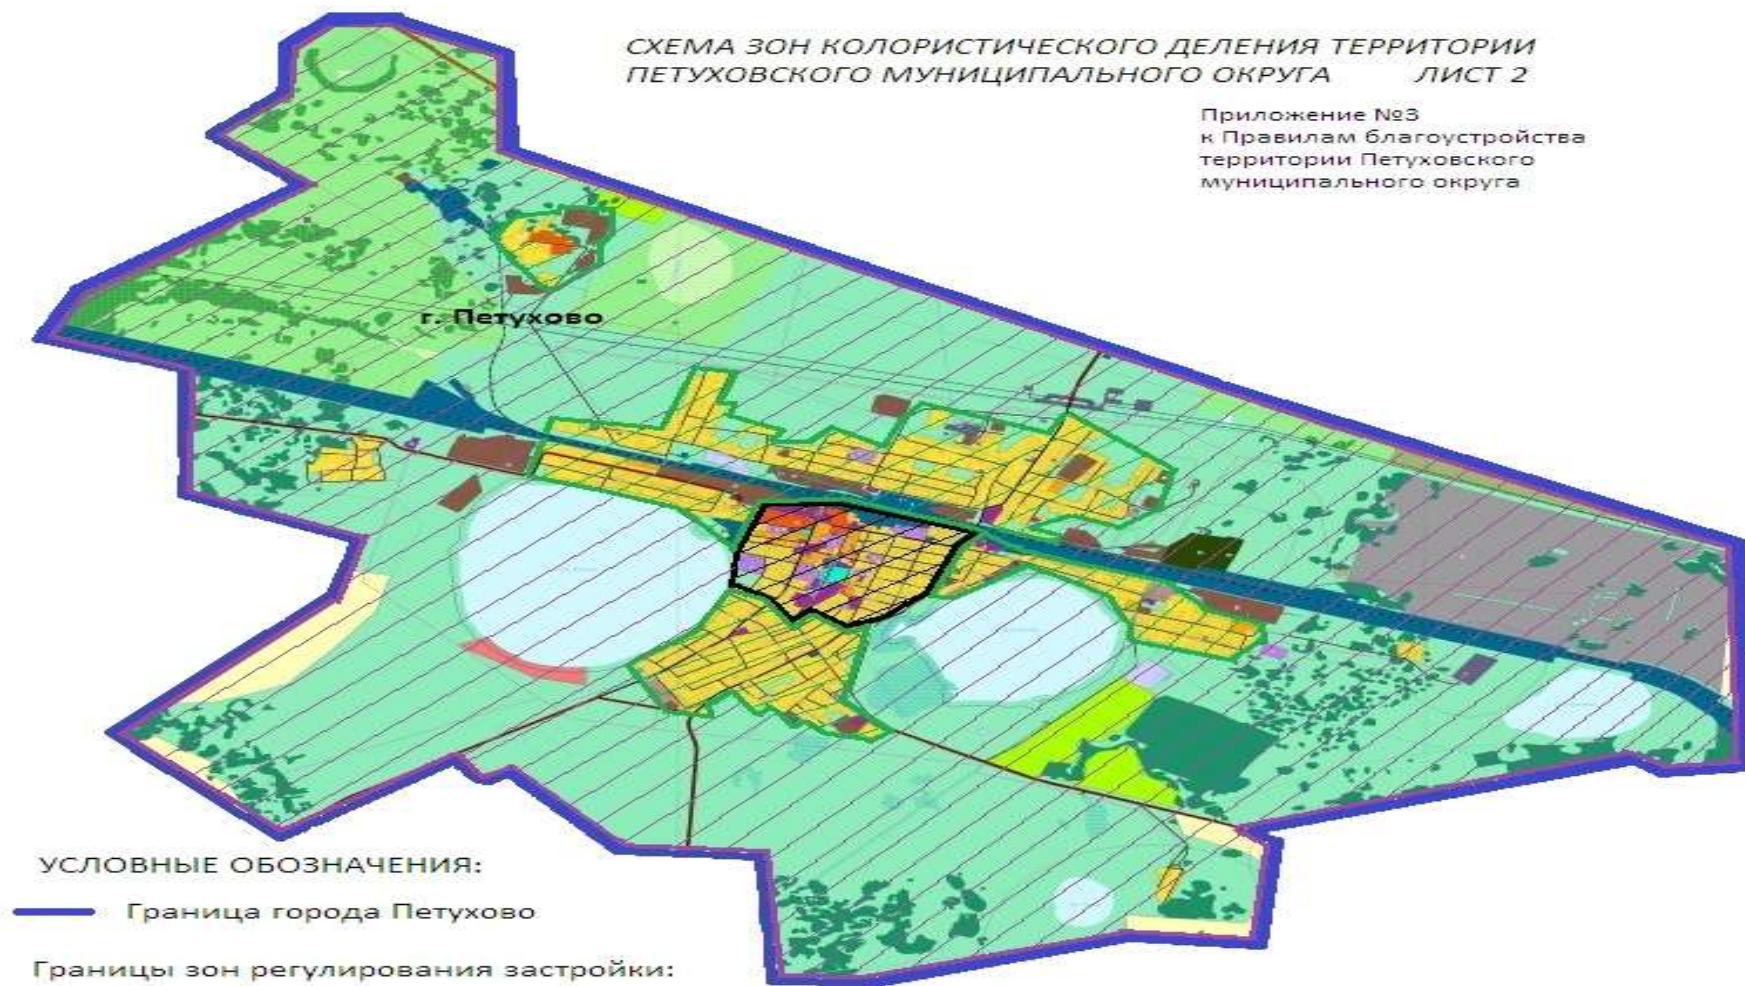 СХЕМА ЗОН КОЛОРИСТИЧЕСКОГО ДЕЛЕНИЯ ТЕРРИТОРИИ
ПЕТУХОВСКОГО МУНИЦИПАЛЬНОГО ОКРУГА ЛИСТ 2
Приложение №3
к Правилам благоустройства
территории Петуховского
муниципального округа
г. Петухово
УСЛОВНЫЕ ОБОЗНАЧЕНИЯ:
Граница города Петухово
Границы зон регулирования застройки: